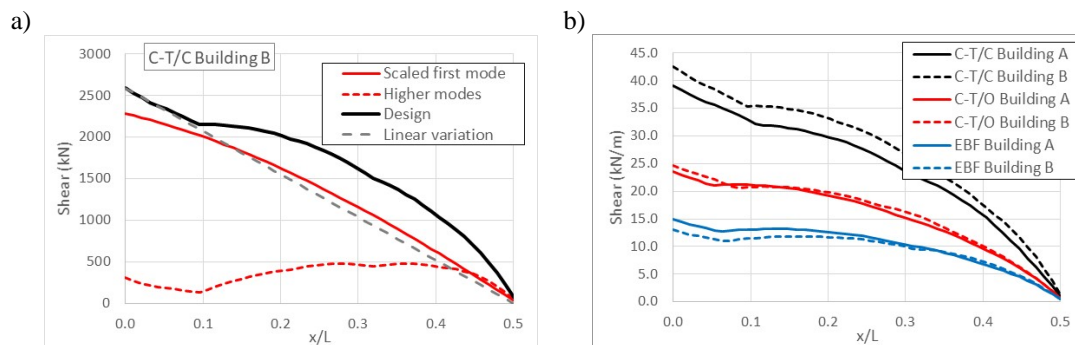 a)
C-T/C Building B
Shear (kN)
3000
2500
2000
1500
1000
500
0
0.0 0.1 0.2 0.3 0.4 0.5
x/L
Scaled first mode
Higher modes
Design
Linear variation
b)
Shear (kN/m)
45.0
40.0
35.0
30.0
25.0
20.0
15.0
10.0
5.0
0.0
0.0 0.1 0.2 0.3 0.4 0.5
x/L
C-T/C Building A
C-T/C Building B
C-T/O Building A
C-T/O Building B
EBF Building A
EBF Building B